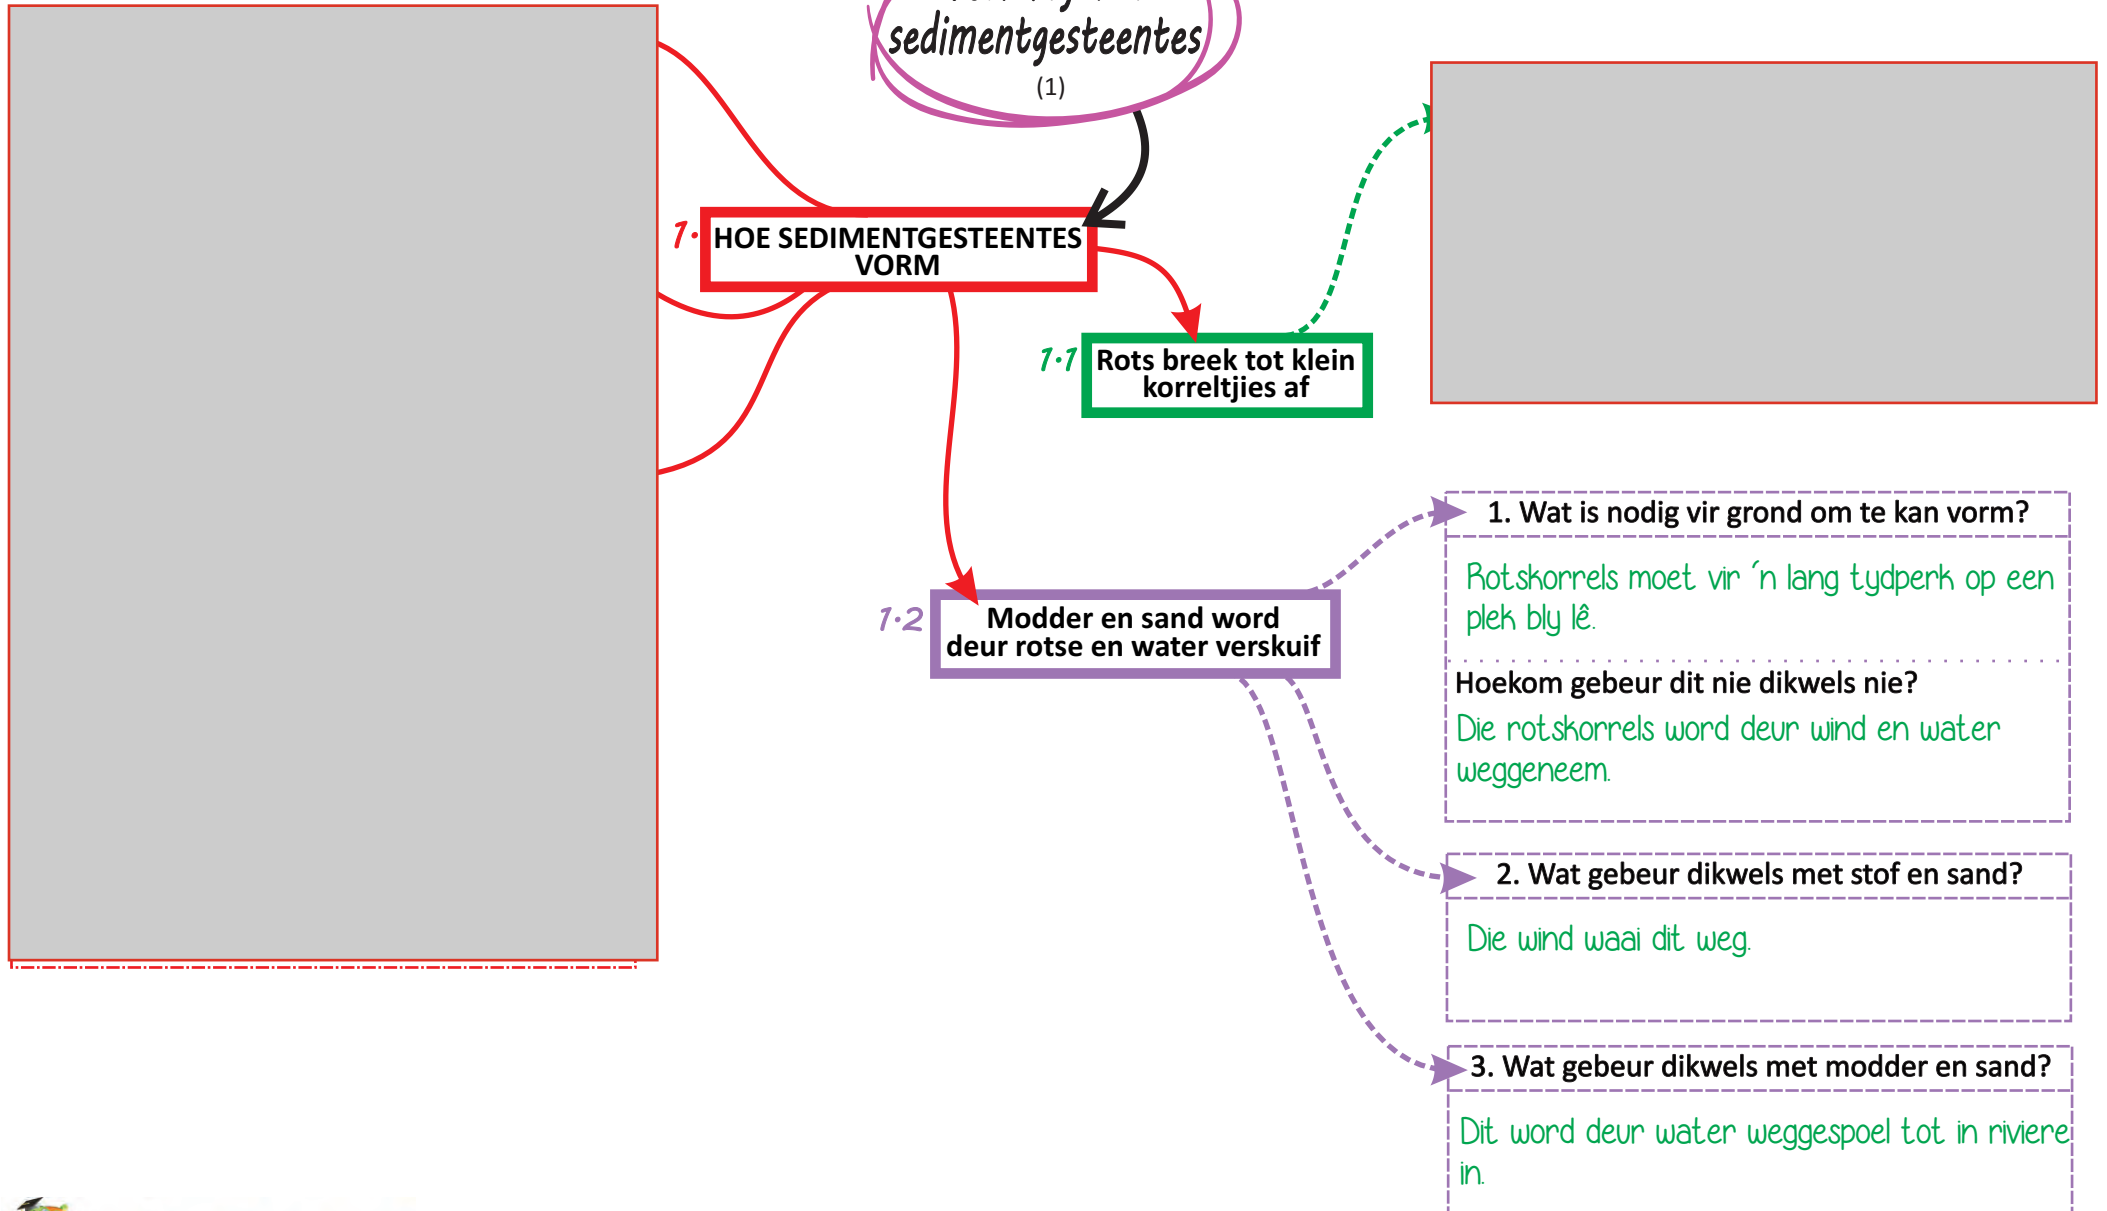 sedimentgesteentes
(1)
1.
HOE SEDIMENTGESTEENTES
VORM
1.1
Rots breek tot klein
korreltjies af
1.2
Modder en sand word
deur rotse en water verskuif
1. Wat is nodig vir grond om te kan vorm?
Rotskorrels moet vir ´n lang tydperk op een
plek bly lê.
Hoekom gebeur dit nie dikwels nie?
Die rotskorrels word deur wind en water
weggeneem.
2. Wat gebeur dikwels met stof en sand?
Die wind waai dit weg.
3. Wat gebeur dikwels met modder en sand?
Dit word deur water weggespoel tot in riviere
in.